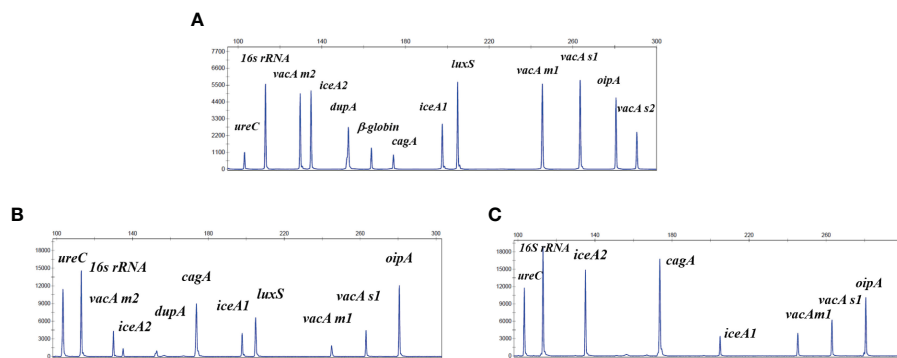 A
100 140 180 220 260 300
7700
6600
5500
4400
3300
2200
1100
0
ureC
16s rRNA
vacA m2
iceA2
dupA
β-globin
cagA
iceA1
luxS
vacA m1
vacA s1
oipA
vacA s2
B
100 140 180 220 260 300
18000
15000
12000
9000
6000
3000
0
ureC
16s rRNA
vacA m2
iceA2
dupA
cagA
iceA1
luxS
vacA m1
vacA s1
oipA
C
100 140 180 220 260
18000
15000
12000
9000
6000
3000
0
ureC
16S rRNA
iceA2
cagA
iceA1
vacAm1
vacA s1
oipA